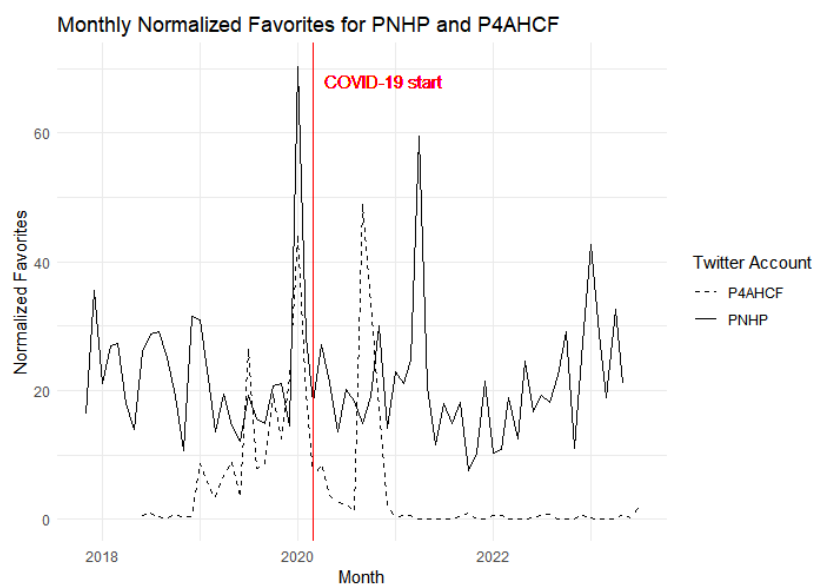 Monthly Normalized Favorites for PNHP and P4AHCF
COVID-19 start
60
40
20
0
Normalized Favorites
2018
2020
2022
Month
Twitter Account
P4AHCF
PNHP